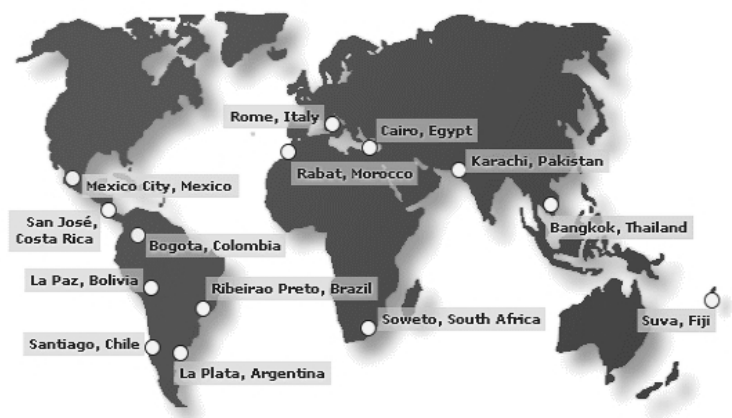 Rome, Italy
Cairo, Egypt
Karachi, Pakistan
Rabat, Morocco
Mexico City, Mexico
San José,
Costa Rica
Bangkok, Thailand
Bogota, Colombia
La Paz, Bolivia
Ribeirao Preto, Brazil
Soweto, South Africa
Suva, Fiji
Santiago, Chile
La Plata, Argentina